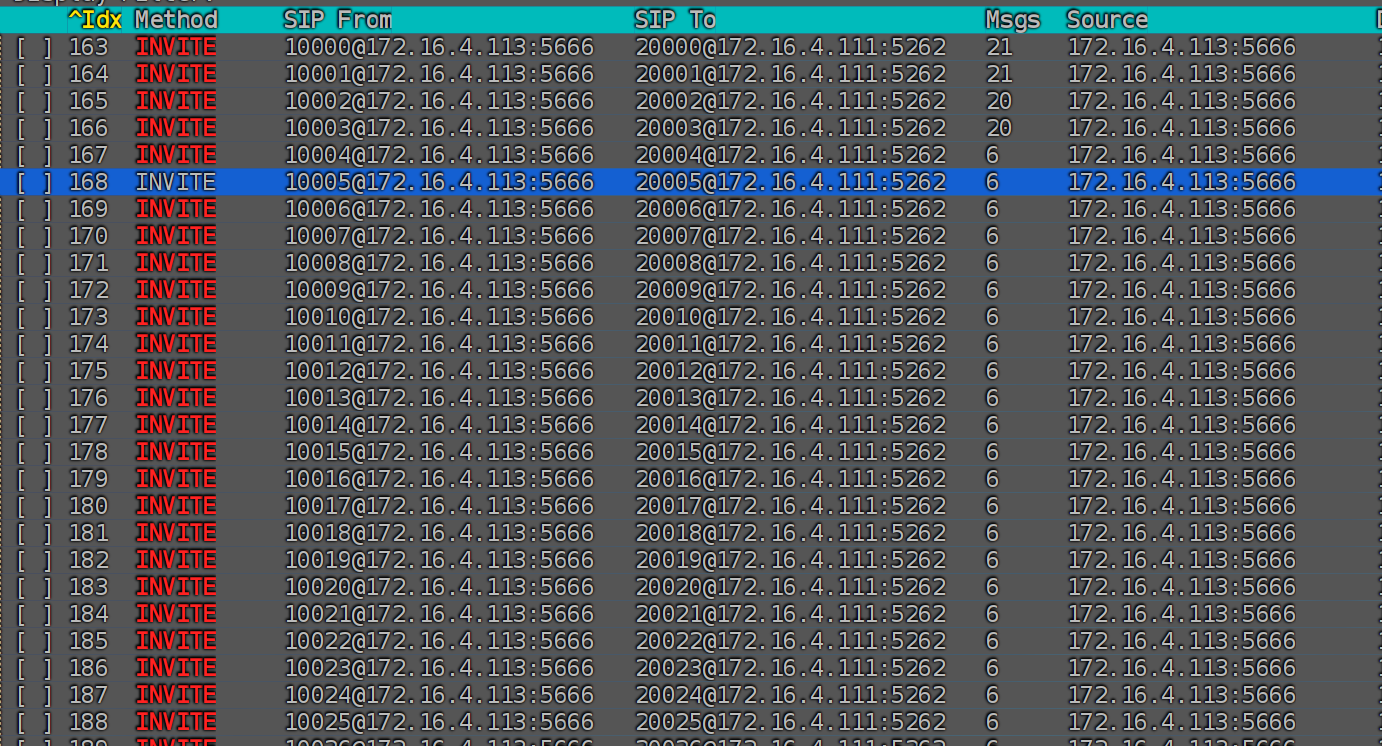 ^Idx Method SIP From SIP To Msgs Source
[ ] 163 INVITE 10000@172.16.4.113:5666 20000@172.16.4.111:5262 21 172.16.4.113:5666
[ ] 164 INVITE 10001@172.16.4.113:5666 20001@172.16.4.111:5262 21 172.16.4.113:5666
[ ] 165 INVITE 10002@172.16.4.113:5666 20002@172.16.4.111:5262 20 172.16.4.113:5666
[ ] 166 INVITE 10003@172.16.4.113:5666 20003@172.16.4.111:5262 20 172.16.4.113:5666
[ ] 167 INVITE 10004@172.16.4.113:5666 20004@172.16.4.111:5262 6 172.16.4.113:5666
[ ] 168 INVITE 10005@172.16.4.113:5666 20005@172.16.4.111:5262 6 172.16.4.113:5666
[ ] 169 INVITE 10006@172.16.4.113:5666 20006@172.16.4.111:5262 6 172.16.4.113:5666
[ ] 170 INVITE 10007@172.16.4.113:5666 20007@172.16.4.111:5262 6 172.16.4.113:5666
[ ] 171 INVITE 10008@172.16.4.113:5666 20008@172.16.4.111:5262 6 172.16.4.113:5666
[ ] 172 INVITE 10009@172.16.4.113:5666 20009@172.16.4.111:5262 6 172.16.4.113:5666
[ ] 173 INVITE 10010@172.16.4.113:5666 20010@172.16.4.111:5262 6 172.16.4.113:5666
[ ] 174 INVITE 10011@172.16.4.113:5666 20011@172.16.4.111:5262 6 172.16.4.113:5666
[ ] 175 INVITE 10012@172.16.4.113:5666 20012@172.16.4.111:5262 6 172.16.4.113:5666
[ ] 176 INVITE 10013@172.16.4.113:5666 20013@172.16.4.111:5262 6 172.16.4.113:5666
[ ] 177 INVITE 10014@172.16.4.113:5666 20014@172.16.4.111:5262 6 172.16.4.113:5666
[ ] 178 INVITE 10015@172.16.4.113:5666 20015@172.16.4.111:5262 6 172.16.4.113:5666
[ ] 179 INVITE 10016@172.16.4.113:5666 20016@172.16.4.111:5262 6 172.16.4.113:5666
[ ] 180 INVITE 10017@172.16.4.113:5666 20017@172.16.4.111:5262 6 172.16.4.113:5666
[ ] 181 INVITE 10018@172.16.4.113:5666 20018@172.16.4.111:5262 6 172.16.4.113:5666
[ ] 182 INVITE 10019@172.16.4.113:5666 20019@172.16.4.111:5262 6 172.16.4.113:5666
[ ] 183 INVITE 10020@172.16.4.113:5666 20020@172.16.4.111:5262 6 172.16.4.113:5666
[ ] 184 INVITE 10021@172.16.4.113:5666 20021@172.16.4.111:5262 6 172.16.4.113:5666
[ ] 185 INVITE 10022@172.16.4.113:5666 20022@172.16.4.111:5262 6 172.16.4.113:5666
[ ] 186 INVITE 10023@172.16.4.113:5666 20023@172.16.4.111:5262 6 172.16.4.113:5666
[ ] 187 INVITE 10024@172.16.4.113:5666 20024@172.16.4.111:5262 6 172.16.4.113:5666
[ ] 188 INVITE 10025@172.16.4.113:5666 20025@172.16.4.111:5262 6 172.16.4.113:5666